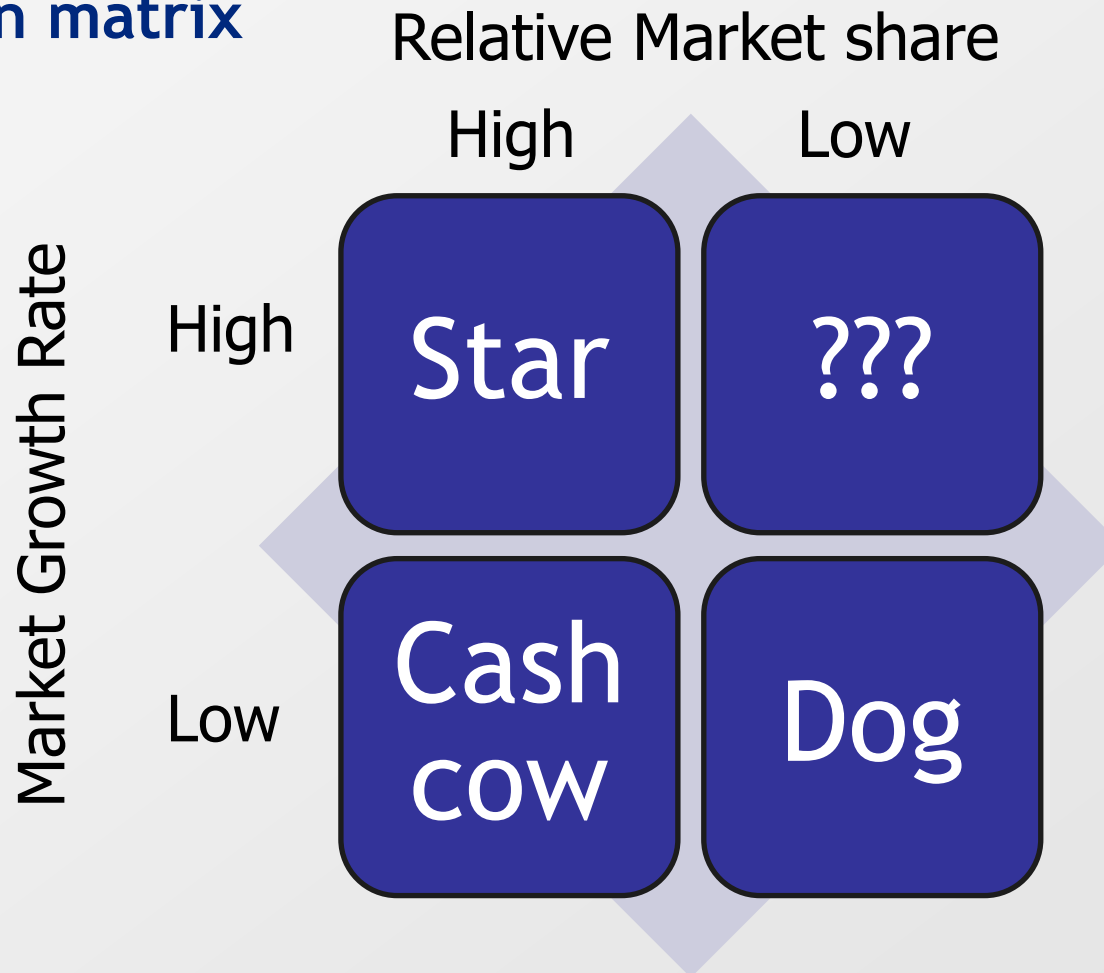 n matrix
Relative Market share
High
Low
Market Growth Rate
High
Star
???
Low
Cash
cow
Dog